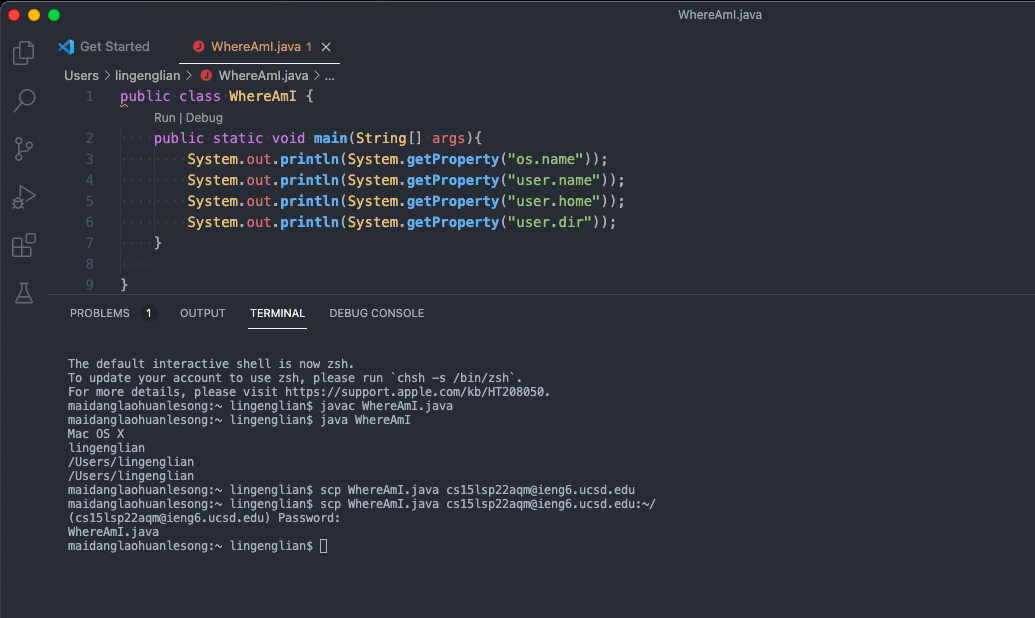 WhereAmI.java
Get Started
WhereAmI.java 1
Users > lingenglian > WhereAmI.java > ...
1 public class WhereAmI {
Run | Debug
2 public static void main(String[] args){
3 System.out.println(System.getProperty("os.name"));
4 System.out.println(System.getProperty("user.name"));
5 System.out.println(System.getProperty("user.home"));
6 System.out.println(System.getProperty("user.dir"));
7 }
8
9 }
PROBLEMS 1 OUTPUT TERMINAL DEBUG CONSOLE
The default interactive shell is now zsh.
To update your account to use zsh, please run `chsh -s /bin/zsh`.
For more details, please visit https://support.apple.com/kb/HT208050.
maidanglaohuanlesong:~ lingenglian$ javac WhereAmI.java
maidanglaohuanlesong:~ lingenglian$ java WhereAmI
Mac OS X
lingenglian
/Users/lingenglian
/Users/lingenglian
maidanglaohuanlesong:~ lingenglian$ scp WhereAmI.java cs15lsp22aqm@ieng6.ucsd.edu
maidanglaohuanlesong:~ lingenglian$ scp WhereAmI.java cs15lsp22aqm@ieng6.ucsd.edu:~/
(cs15lsp22aqm@ieng6.ucsd.edu) Password:
WhereAmI.java
maidanglaohuanlesong:~ lingenglian$